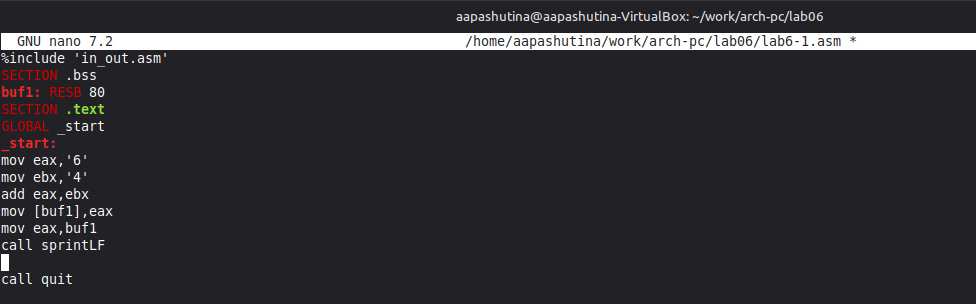 aapashutina@aapashutina-VirtualBox: ~/work/arch-pc/lab06
GNU nano 7.2 /home/aapashutina/work/arch-pc/lab06/lab6-1.asm *
%include 'in_out.asm'
SECTION .bss
buf1: RESB 80
SECTION .text
GLOBAL _start
_start:
mov eax,'6'
mov ebx,'4'
add eax,ebx
mov [buf1],eax
mov eax,buf1
call sprintLF
call quit